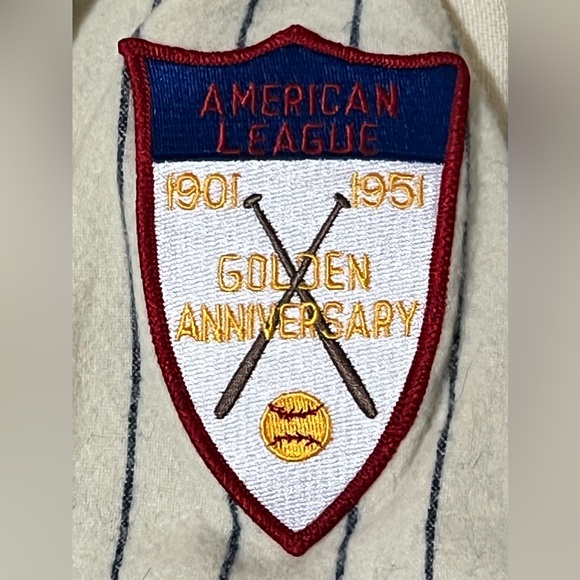 AMERICAN
LEAGUE
1901 1951
GOLDEN
ANNIVERSARY